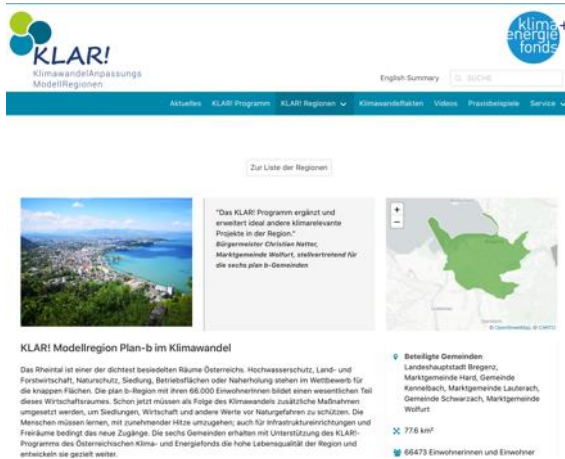 KLAR!
KlimawandelAnpassungs
ModellRegionen
klima+
energie
fonds
English Summary
SUCHE
Aktuelles KLAR! Programm KLAR! Regionen Klimawandelfakten Videos Praxisbeispiele Service
Zur Liste der Regionen
"Das KLAR! Programm ergänzt und
erweitert ideal andere klimarelevante
Projekte in der Region."
Bürgermeister Christian Natter,
Marktgemeinde Wolfurt, stellvertretend für
die sechs plan b-Gemeinden
+
−
© OpenStreetMap, © CARTO
KLAR! Modellregion Plan-b im Klimawandel
Das Rheintal ist einer der dichtest besiedelten Räume Österreichs. Hochwasserschutz, Land- und
Forstwirtschaft, Naturschutz, Siedlung, Betriebsflächen oder Naherholung stehen im Wettbewerb für
die knappen Flächen. Die plan b-Region mit ihren 66.000 EinwohnerInnen bildet einen wesentlichen Teil
dieses Wirtschaftsraumes. Schon jetzt müssen als Folge des Klimawandels zusätzliche Maßnahmen
umgesetzt werden, um Siedlungen, Wirtschaft und andere Werte vor Naturgefahren zu schützen. Die
Menschen müssen lernen, mit zunehmender Hitze umzugehen; auch für Infrastruktureinrichtungen und
Freiräume bedingt das neue Zugänge. Die sechs Gemeinden erhalten mit Unterstützung des KLAR!-
Programms des Österreichischen Klima- und Energiefonds die hohe Lebensqualität der Region und
entwickeln sie gezielt weiter.
Beteiligte Gemeinden
Landeshauptstadt Bregenz,
Marktgemeinde Hard, Gemeinde
Kennelbach, Marktgemeinde Lauterach,
Gemeinde Schwarzach, Marktgemeinde
Wolfurt
77.6 km²
66473 Einwohnerinnen und Einwohner